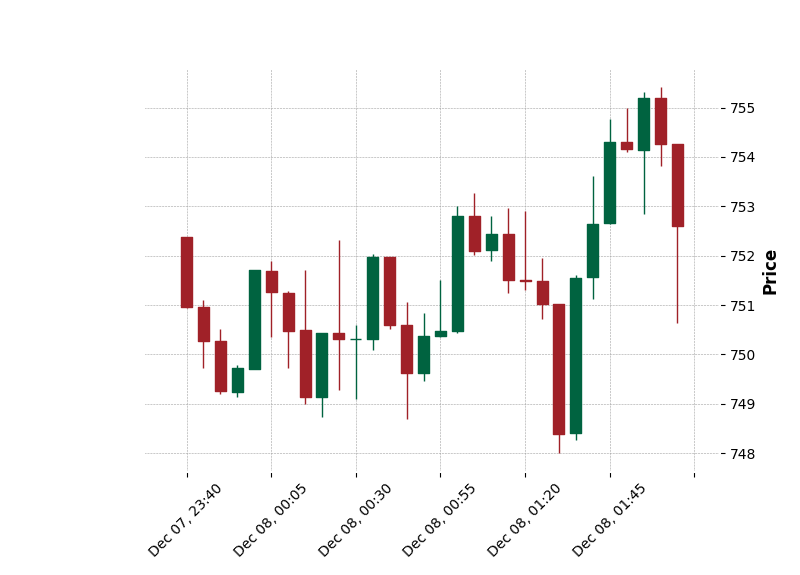 755
754
753
752
751
750
749
748
Price
Dec 07, 23:40
Dec 08, 00:05
Dec 08, 00:30
Dec 08, 00:55
Dec 08, 01:20
Dec 08, 01:45